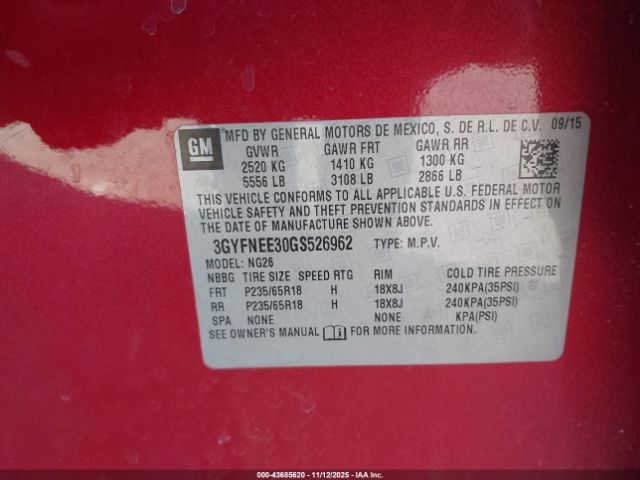 GM
MFD BY GENERAL MOTORS DE MEXICO, S. DE R.L. DE C.V. 09/15
GVWR GAWR FRT GAWR RR
2520 KG 1410 KG 1300 KG
5556 LB 3108 LB 2866 LB
THIS VEHICLE CONFORMS TO ALL APPLICABLE U.S. FEDERAL MOTOR
VEHICLE SAFETY AND THEFT PREVENTION STANDARDS IN EFFECT ON
THE DATE OF MANUFACTURE SHOWN ABOVE.
3GYFNEE30GS526962 TYPE: M.P.V.
MODEL: NG26
NBBG TIRE SIZE SPEED RTG RIM COLD TIRE PRESSURE
FRT P235/65R18 H 18X8J 240KPA(35PSI)
RR P235/65R18 H 18X8J 240KPA(35PSI)
SPA NONE NONE KPA(PSI)
SEE OWNER'S MANUAL i FOR MORE INFORMATION.
000-43685620 - 11/12/2025 - IAAI.CA